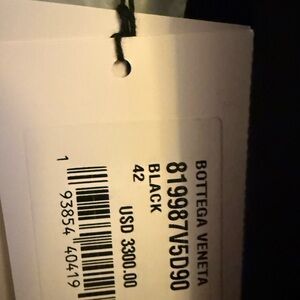 BOTTEGA VENETA
819987V5D90
BLACK
42
USD 3300.00
1 93854 40419